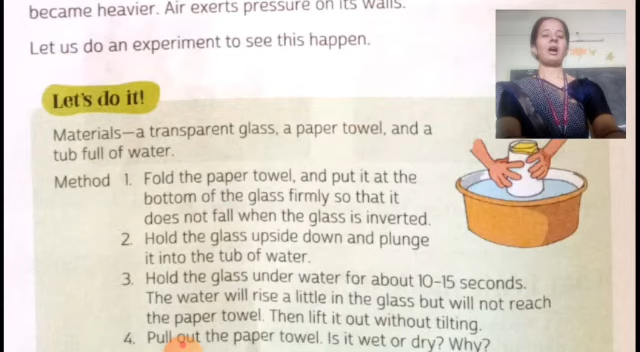 became heavier. Air exerts pressure on its walls.
Let us do an experiment to see this happen.
Let's do it!
Materials—a transparent glass, a paper towel, and a
tub full of water.
Method 1. Fold the paper towel, and put it at the
bottom of the glass firmly so that it
does not fall when the glass is inverted.
2. Hold the glass upside down and plunge
it into the tub of water.
3. Hold the glass under water for about 10–15 seconds.
The water will rise a little in the glass but will not reach
the paper towel. Then lift it out without tilting.
4. Pull out the paper towel. Is it wet or dry? Why?